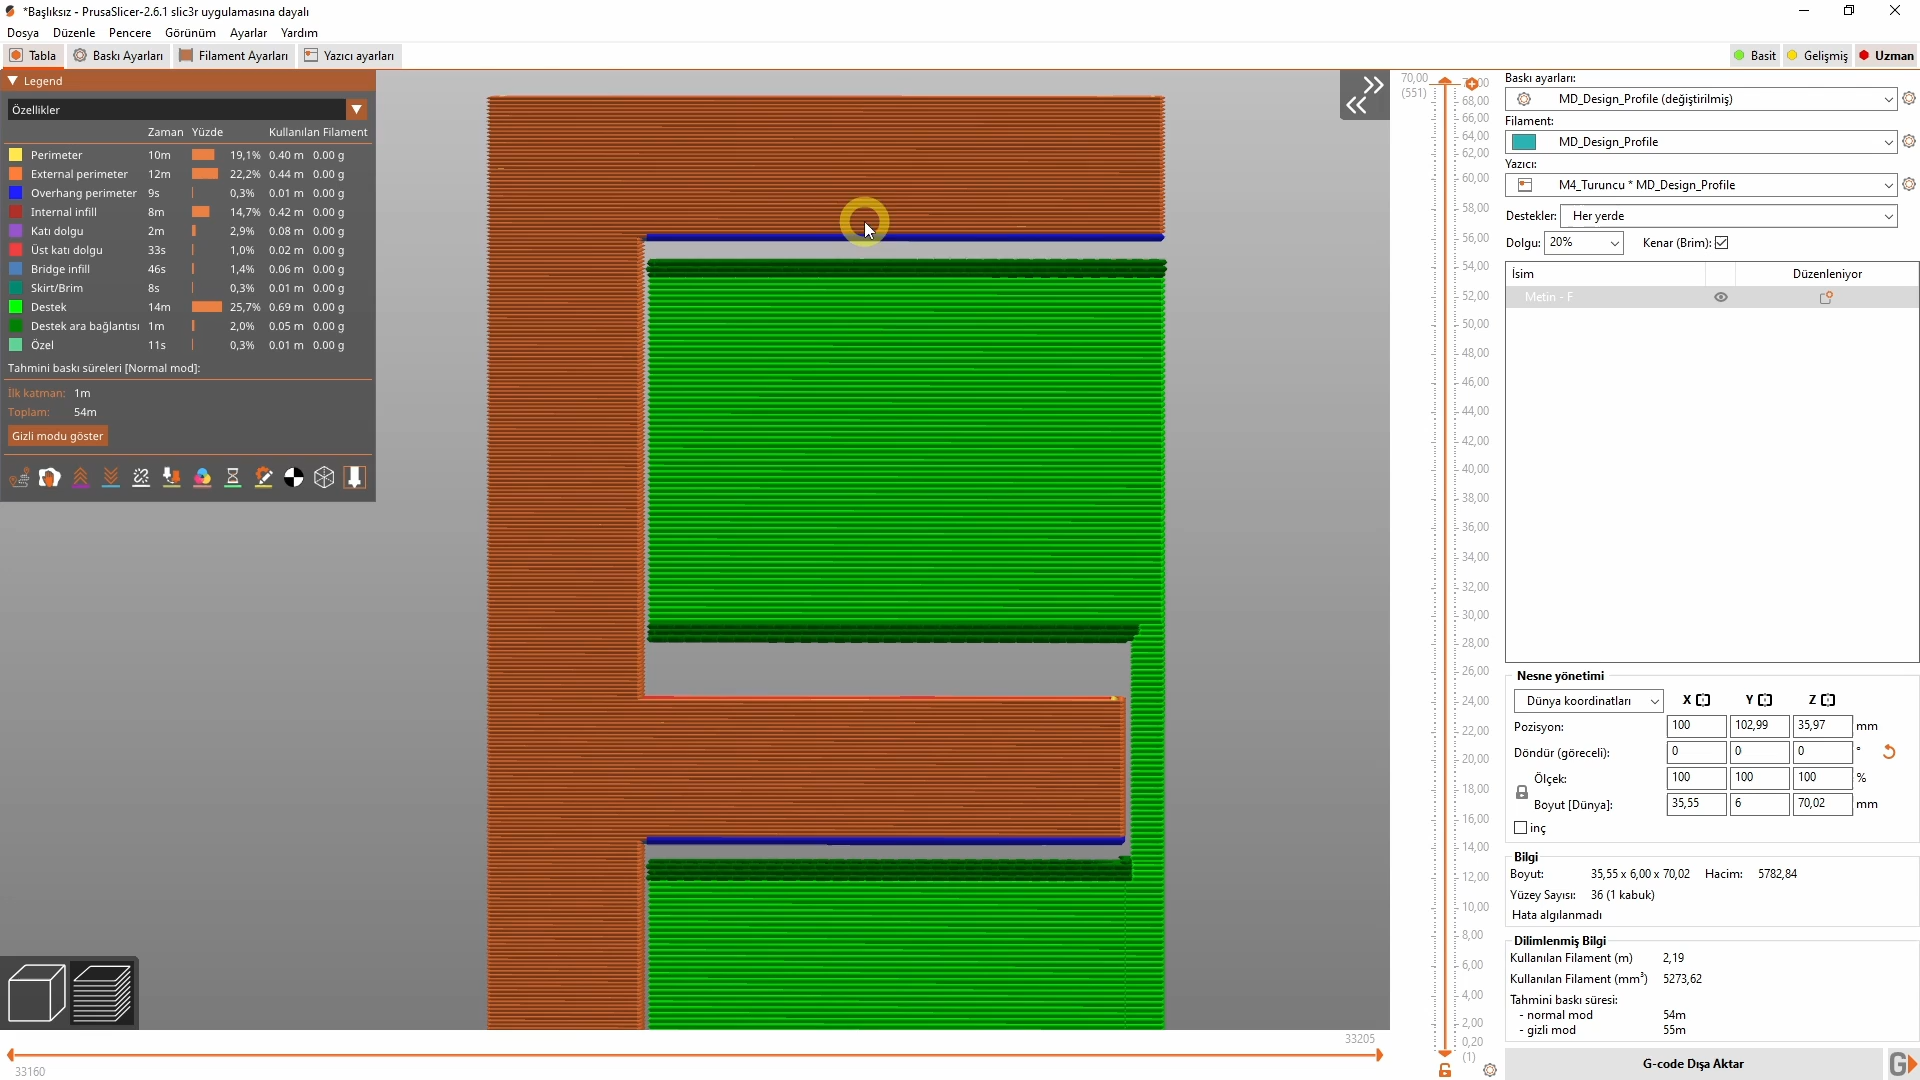 *Başlıksız - PrusaSlicer-2.6.1 slic3r uygulamasına dayalı
Dosya Düzenle Pencere Görünüm Ayarlar Yardım
Tabla Baskı Ayarları Filament Ayarları Yazıcı ayarları
Basit Gelişmiş Uzman
Legend
Özellikler
Zaman Yüzde Kullanılan Filament
Perimeter 10m 19,1% 0.40 m 0.00 g
External perimeter 12m 22,2% 0.44 m 0.00 g
Overhang perimeter 9s 0,3% 0.01 m 0.00 g
Internal infill 8m 14,7% 0.42 m 0.00 g
Katı dolgu 2m 2,9% 0.08 m 0.00 g
Üst katı dolgu 33s 1,0% 0.02 m 0.00 g
Bridge infill 46s 1,4% 0.06 m 0.00 g
Skirt/Brim 8s 0,3% 0.01 m 0.00 g
Destek 14m 25,7% 0.69 m 0.00 g
Destek ara bağlantısı 1m 2,0% 0.05 m 0.00 g
Özel 11s 0,3% 0.01 m 0.00 g
Tahmini baskı süreleri [Normal mod]:
İlk katman: 1m
Toplam: 54m
Gizli modu göster
33205
33160
70,00
(551)
68,00
66,00
64,00
62,00
60,00
58,00
56,00
54,00
52,00
50,00
48,00
46,00
44,00
42,00
40,00
38,00
36,00
34,00
32,00
30,00
28,00
26,00
24,00
22,00
20,00
18,00
16,00
14,00
12,00
10,00
8,00
6,00
4,00
2,00
0,20
(1)
Baskı ayarları:
MD_Design_Profile (değiştirilmiş)
Filament:
MD_Design_Profile
Yazıcı:
M4_Turuncu * MD_Design_Profile
Destekler: Her yerde
Dolgu: 20% Kenar (Brim):
İsim Düzenleniyor
Metin - F
Nesne yönetimi
Dünya koordinatları X Y Z
Pozisyon: 100 102,99 35,97 mm
Döndür (göreceli): 0 0 0 °
Ölçek: 100 100 100 %
Boyut [Dünya]: 35,55 6 70,02 mm
inç
Bilgi
Boyut: 35,55 x 6,00 x 70,02 Hacim: 5782,84
Yüzey Sayısı: 36 (1 kabuk)
Hata algılanmadı
Dilimlenmiş Bilgi
Kullanılan Filament (m) 2,19
Kullanılan Filament (mm³) 5273,62
Tahmini baskı süresi:
- normal mod 54m
- gizli mod 55m
G-code Dışa Aktar